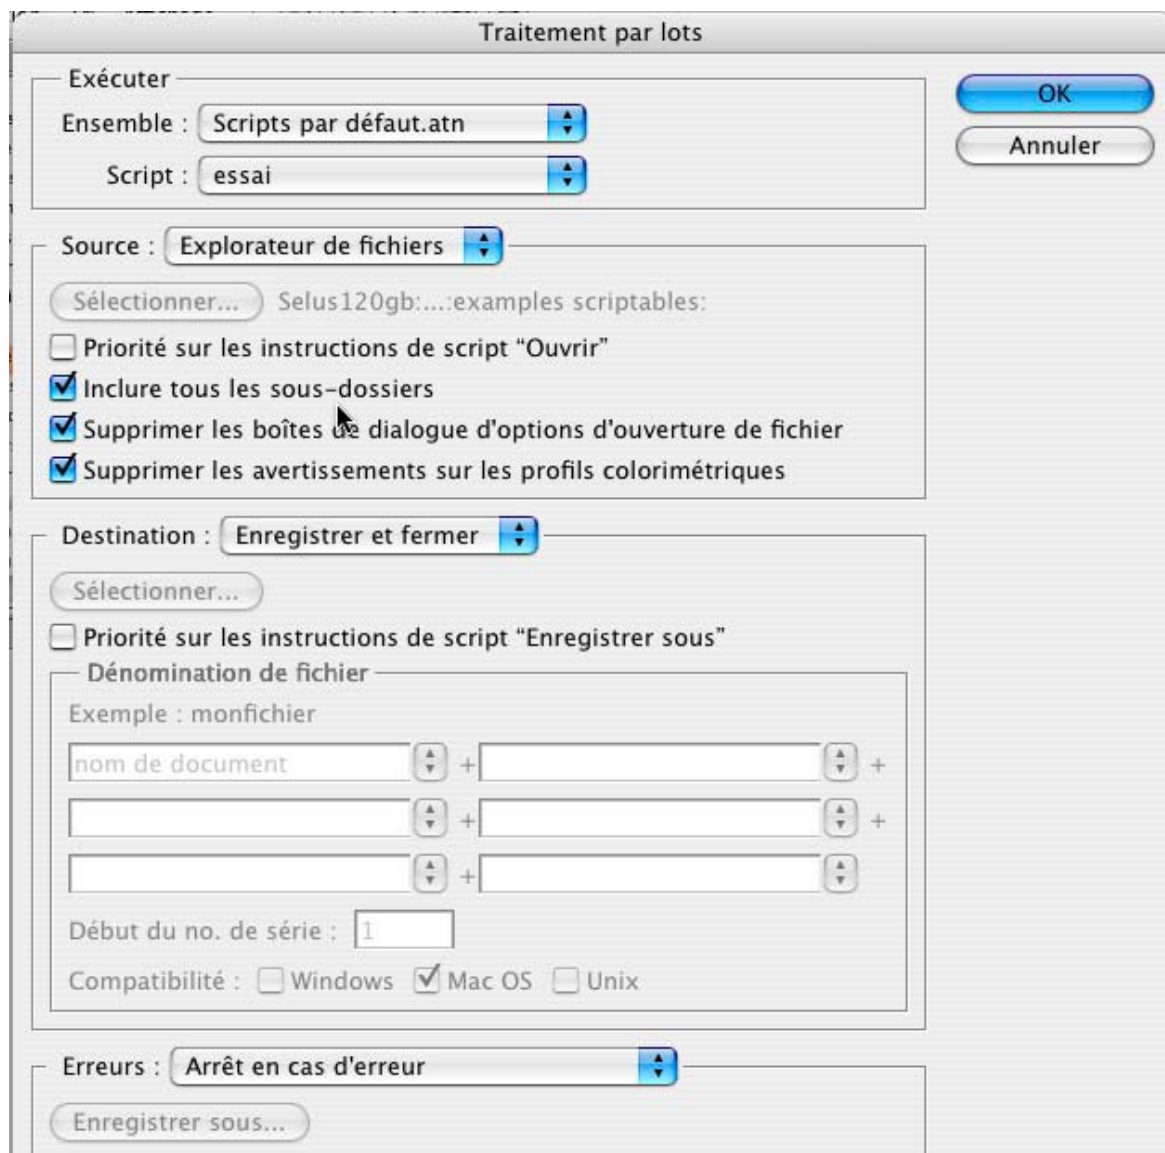 Traitement par lots
Exécuter
OK
Ensemble : Scripts par défaut.atn
Annuler
Script : essai
Source : Explorateur de fichiers
Sélectionner... Selus120gb:...:examples scriptables:
Priorité sur les instructions de script “Ouvrir”
Inclure tous les sous-dossiers
Supprimer les boîtes de dialogue d'options d'ouverture de fichier
Supprimer les avertissements sur les profils colorimétriques
Destination : Enregistrer et fermer
Sélectionner...
Priorité sur les instructions de script “Enregistrer sous”
Dénomination de fichier
Exemple : monfichier
nom de document + +
+ +
+
Début du no. de série : 1
Compatibilité : Windows Mac OS Unix
Erreurs : Arrêt en cas d'erreur
Enregistrer sous...